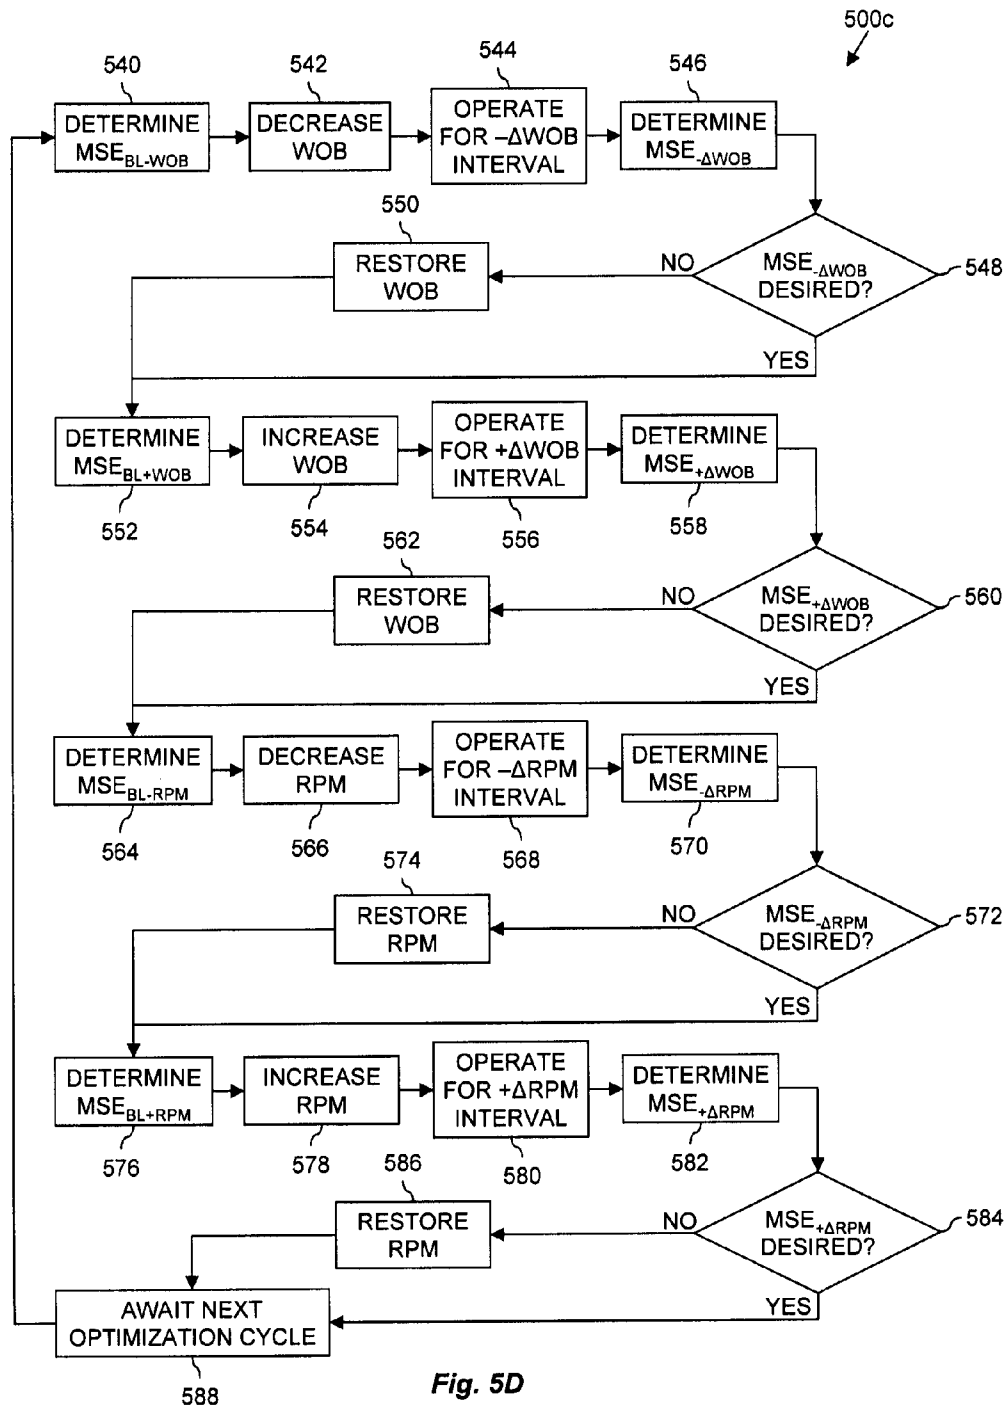 500c
540
542
544
546
DETERMINE
MSE_BL-WOB
DECREASE
WOB
OPERATE
FOR –ΔWOB
INTERVAL
DETERMINE
MSE_-ΔWOB
550
RESTORE
WOB
NO
MSE_-ΔWOB
DESIRED?
548
YES
DETERMINE
MSE_BL+WOB
INCREASE
WOB
OPERATE
FOR +ΔWOB
INTERVAL
DETERMINE
MSE_+ΔWOB
552
554
556
558
562
RESTORE
WOB
NO
MSE_+ΔWOB
DESIRED?
560
YES
DETERMINE
MSE_BL-RPM
DECREASE
RPM
OPERATE
FOR –ΔRPM
INTERVAL
DETERMINE
MSE_-ΔRPM
564
566
568
570
574
RESTORE
RPM
NO
MSE_-ΔRPM
DESIRED?
572
YES
DETERMINE
MSE_BL+RPM
INCREASE
RPM
OPERATE
FOR +ΔRPM
INTERVAL
DETERMINE
MSE_+ΔRPM
576
578
580
582
586
RESTORE
RPM
NO
MSE_+ΔRPM
DESIRED?
584
YES
AWAIT NEXT
OPTIMIZATION CYCLE
588
Fig. 5D